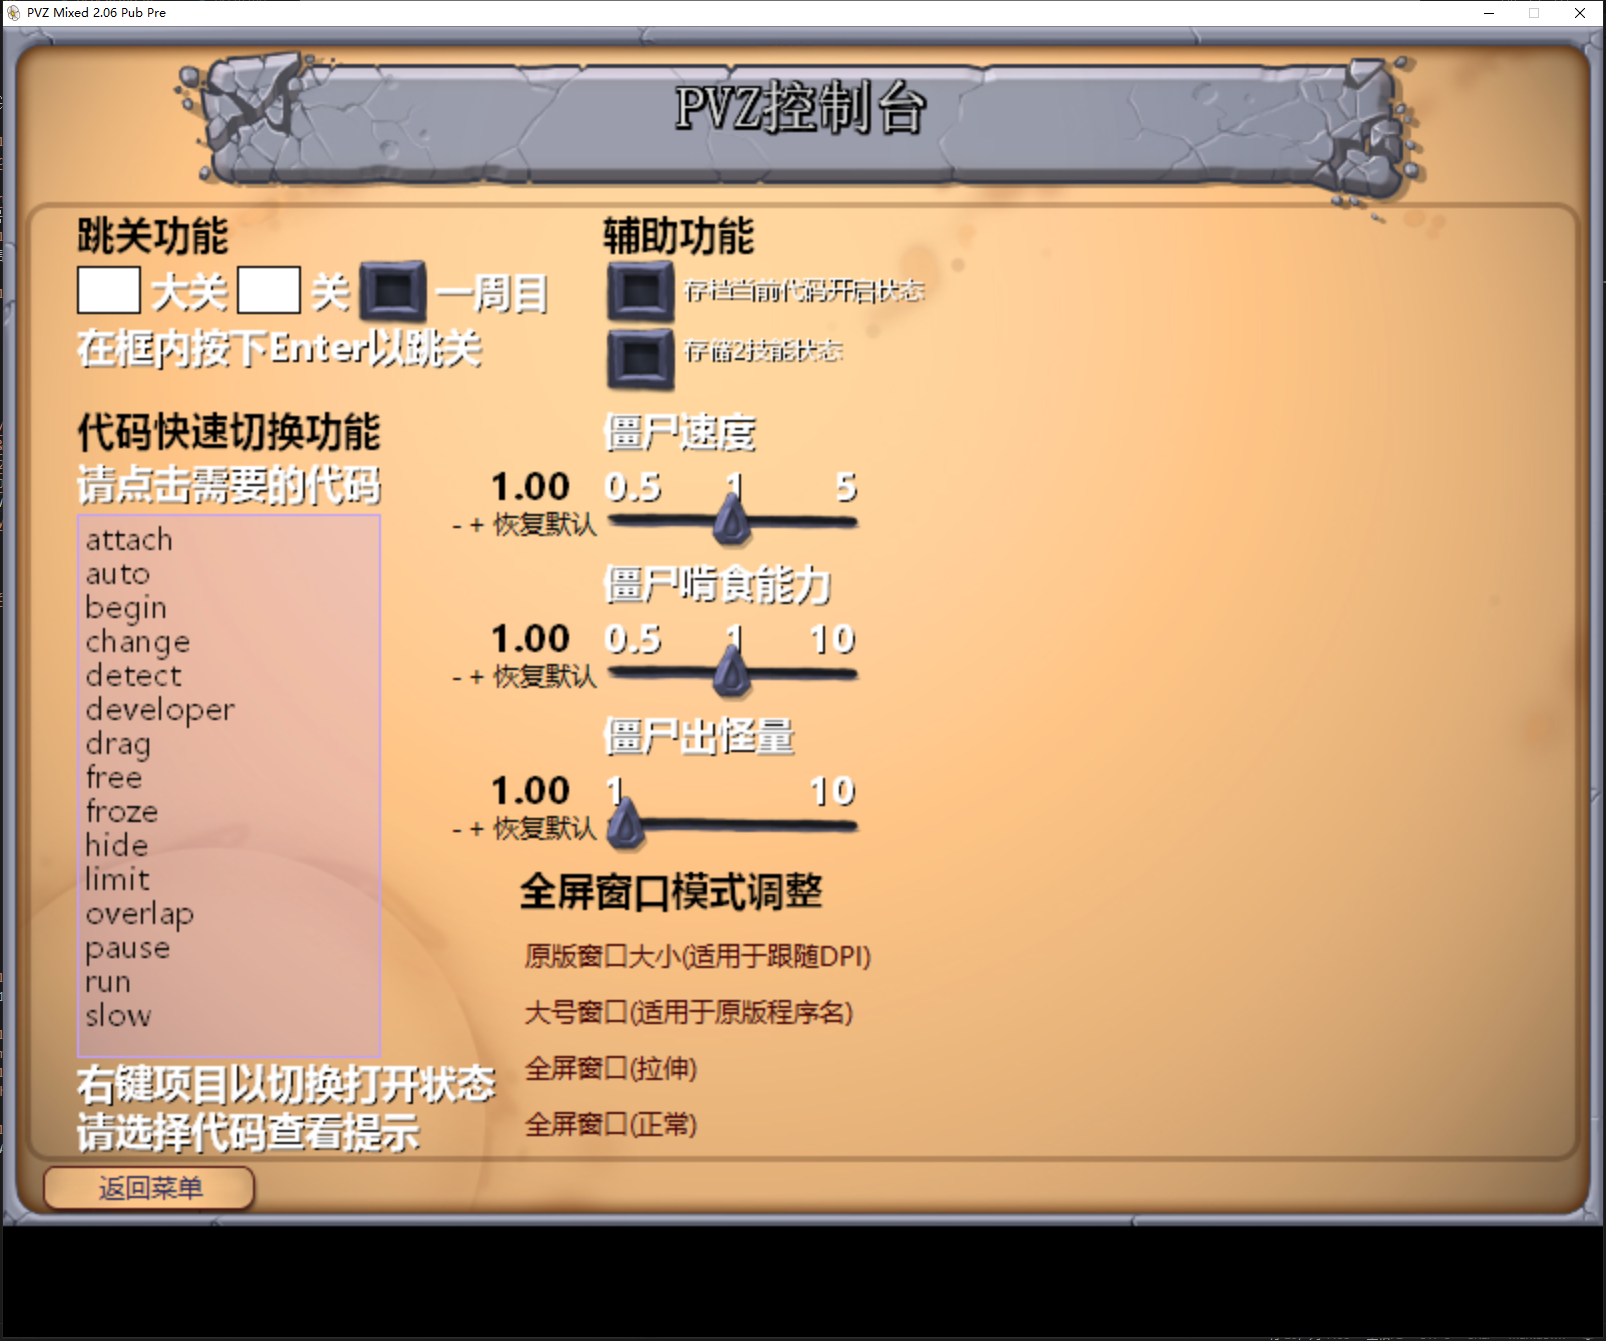 PVZ Mixed 2.06 Pub Pre
PVZ控制台
跳关功能
大关 关 一周目
在框内按下Enter以跳关
辅助功能
存档当前代码开启状态
存储2技能状态
代码快速切换功能
请点击需要的代码
attach
auto
begin
change
detect
developer
drag
free
froze
hide
limit
overlap
pause
run
slow
右键项目以切换打开状态
请选择代码查看提示
僵尸速度
1.00 0.5 1 5
- + 恢复默认
僵尸啃食能力
1.00 0.5 1 10
- + 恢复默认
僵尸出怪量
1.00 1 10
- + 恢复默认
全屏窗口模式调整
原版窗口大小(适用于跟随DPI)
大号窗口(适用于原版程序名)
全屏窗口(拉伸)
全屏窗口(正常)
返回菜单